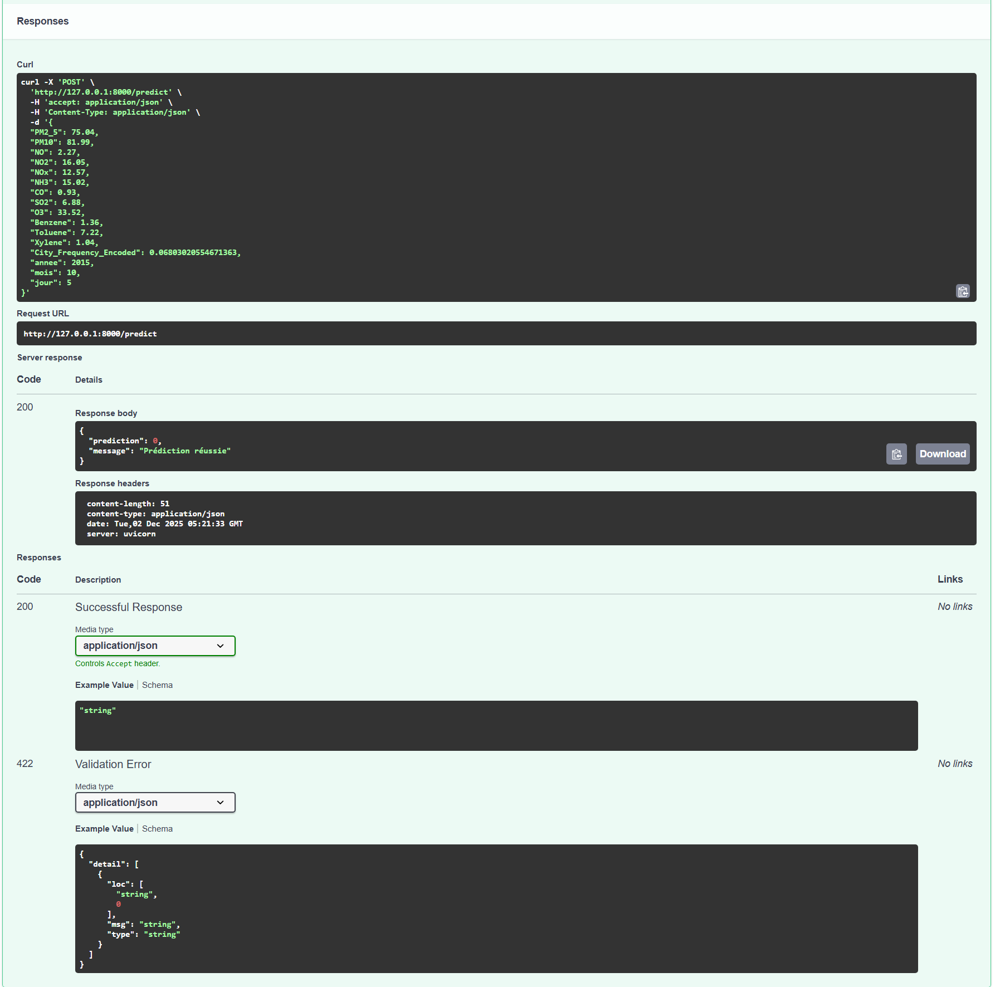 Responses
Curl
curl -X 'POST' \
  'http://127.0.0.1:8000/predict' \
  -H 'accept: application/json' \
  -H 'Content-Type: application/json' \
  -d '{
  "PM2_5": 75.04,
  "PM10": 81.99,
  "NO": 2.27,
  "NO2": 16.05,
  "NOx": 12.57,
  "NH3": 15.02,
  "CO": 0.93,
  "SO2": 6.88,
  "O3": 33.52,
  "Benzene": 1.36,
  "Toluene": 7.22,
  "Xylene": 1.04,
  "City_Frequency_Encoded": 0.06803020554671363,
  "annee": 2015,
  "mois": 10,
  "jour": 5
}'
Request URL
http://127.0.0.1:8000/predict
Server response
Code Details
200
Response body
{
  "prediction": 0,
  "message": "Prédiction réussie"
}
Download
Response headers
content-length: 51
content-type: application/json
date: Tue,02 Dec 2025 05:21:33 GMT
server: uvicorn
Responses
Code Description Links
200 Successful Response No links
Media type
application/json
Controls Accept header.
Example Value | Schema
"string"
422 Validation Error No links
Media type
application/json
Example Value | Schema
{
  "detail": [
    {
      "loc": [
        "string",
        0
      ],
      "msg": "string",
      "type": "string"
    }
  ]
}